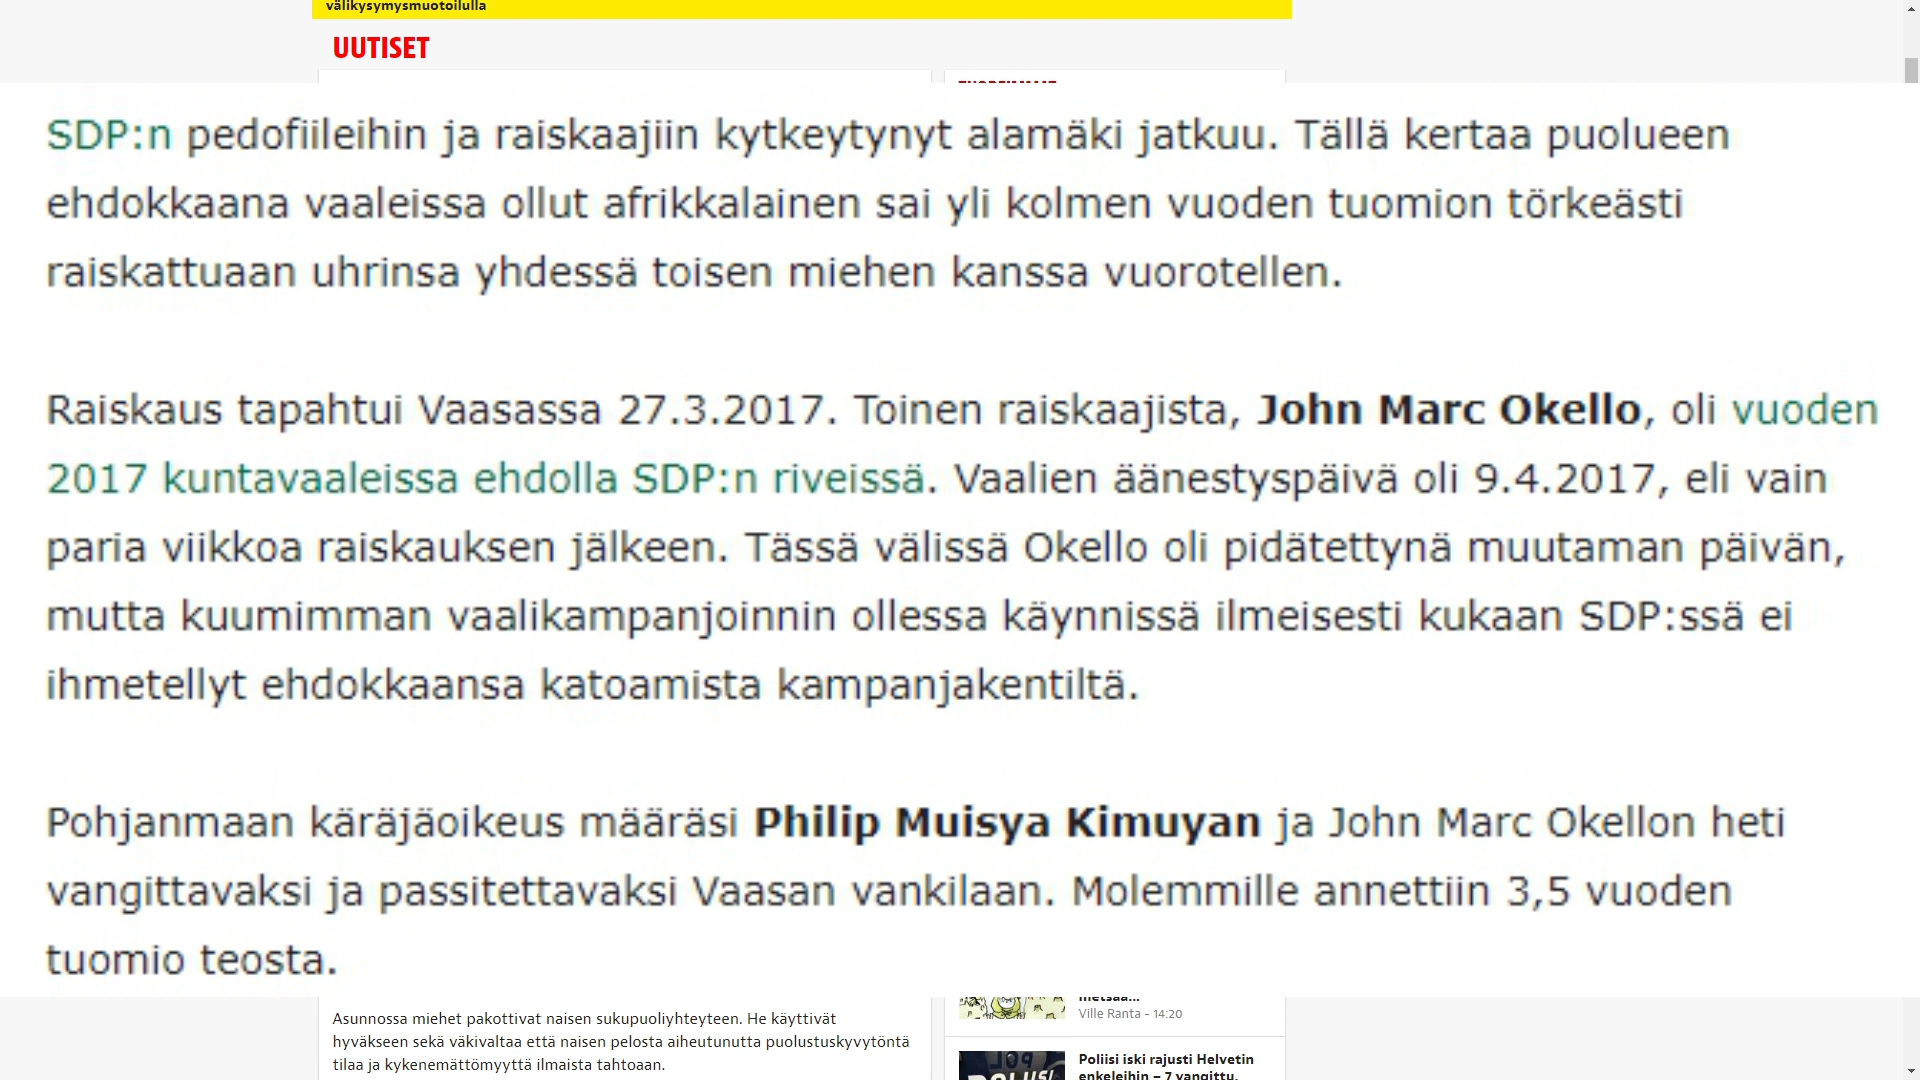 välikysymysmuotoilulla
UUTISET
SDP:n pedofiileihin ja raiskaajiin kytkeytynyt alamäki jatkuu. Tällä kertaa puolueen
ehdokkaana vaaleissa ollut afrikkalainen sai yli kolmen vuoden tuomion törkeästi
raiskattuaan uhrinsa yhdessä toisen miehen kanssa vuorotellen.
Raiskaus tapahtui Vaasassa 27.3.2017. Toinen raiskaajista, John Marc Okello, oli vuoden
2017 kuntavaaleissa ehdolla SDP:n riveissä. Vaalien äänestyspäivä oli 9.4.2017, eli vain
paria viikkoa raiskauksen jälkeen. Tässä välissä Okello oli pidätettynä muutaman päivän,
mutta kuumimman vaalikampanjoinnin ollessa käynnissä ilmeisesti kukaan SDP:ssä ei
ihmetellyt ehdokkaansa katoamista kampanjakentiltä.
Pohjanmaan käräjäoikeus määräsi Philip Muisya Kimuyan ja John Marc Okellon heti
vangittavaksi ja passitettavaksi Vaasan vankilaan. Molemmille annettiin 3,5 vuoden
tuomio teosta.
Asunnossa miehet pakottivat naisen sukupuoliyhteyteen. He käyttivät
hyväkseen sekä väkivaltaa että naisen pelosta aiheutunutta puolustuskyvytöntä
tilaa ja kykenemättömyyttä ilmaista tahtoaan.
metsää...
Ville Ranta - 14:20
Poliisi iski rajusti Helvetin
enkeleihin – 7 vangittu,